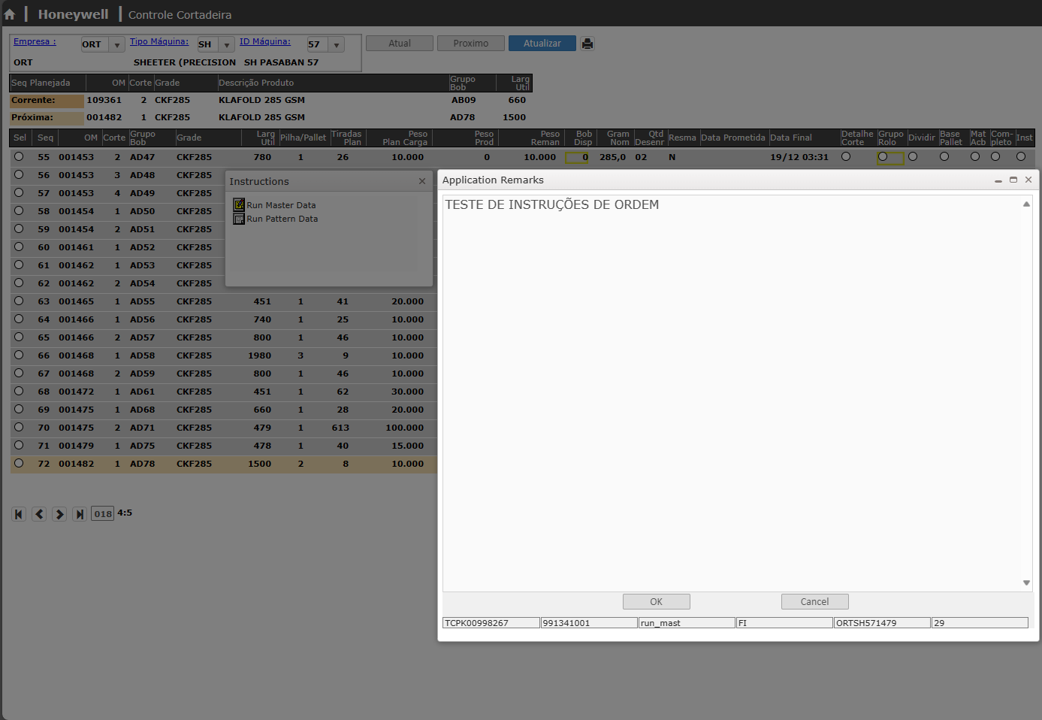 Honeywell | Controle Cortadeira
Empresa : ORT Tipo Máquina: SH ID Máquina: 57 Atual Proximo Atualizar
ORT SHEETER (PRECISION SH PASABAN 57
Seq Planejada OM Corte Grade Descrição Produto Grupo Bob Larg Util
Corrente: 109361 2 CKF285 KLAFOLD 285 GSM AB09 660
Próxima: 001482 1 CKF285 KLAFOLD 285 GSM AD78 1500
Sel Seq OM Corte Grupo Bob Grade Larg Util Pilha/Pallet Tiradas Plan Peso Plan Carga Peso Prod Peso Reman Bob Disp Gram Nom Qtd Desenr Resma Data Prometida Data Final Detalhe Corte Grupo Rolo Dividir Base Pallet Mat Acb Com-pleto Inst
55 001453 2 AD47 CKF285 780 1 26 10.000 0 10.000 0 285,0 02 N 19/12 03:31
56 001453 3 AD48 CKF285
57 001453 4 AD49 CKF285
58 001454 1 AD50 CKF285
59 001454 2 AD51 CKF285
60 001461 1 AD52 CKF285
61 001462 1 AD53 CKF285
62 001462 2 AD54 CKF285
63 001465 1 AD55 CKF285 451 1 41 20.000
64 001466 1 AD56 CKF285 740 1 25 10.000
65 001466 2 AD57 CKF285 800 1 46 10.000
66 001468 1 AD58 CKF285 1980 3 9 10.000
67 001468 2 AD59 CKF285 800 1 46 10.000
68 001472 1 AD61 CKF285 451 1 62 30.000
69 001475 1 AD68 CKF285 660 1 28 20.000
70 001475 2 AD71 CKF285 479 1 613 100.000
71 001479 1 AD75 CKF285 478 1 40 15.000
72 001482 1 AD78 CKF285 1500 2 8 10.000
018 4:5
Instructions
Run Master Data
Run Pattern Data
Application Remarks
TESTE DE INSTRUÇÕES DE ORDEM
OK Cancel
TCPK00998267 991341001 run_mast FI ORTSH571479 29